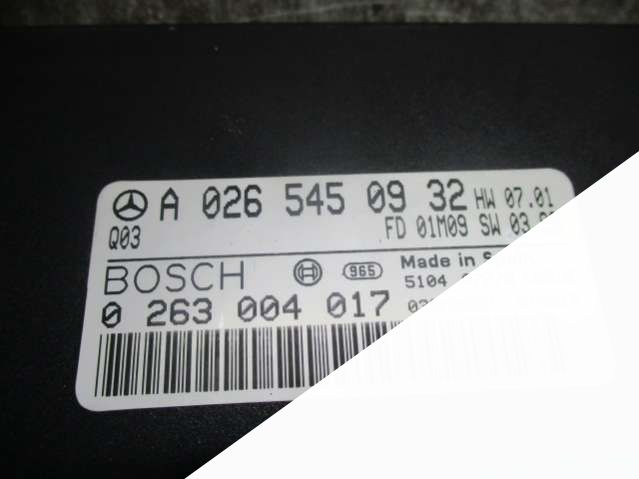 A 026 545 09 32 HW 07.01
Q03 FD 01M09 SW 03
BOSCH 965 Made in
0 263 004 017 5104